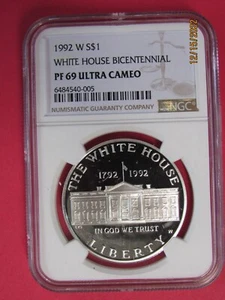 1992 W S$1
WHITE HOUSE BICENTENNIAL
PF 69 ULTRA CAMEO
6484540-005
NUMISMATIC GUARANTY COMPANY
NGC
THE WHITE HOUSE
1792 1992
IN GOD WE TRUST
W
LIBERTY